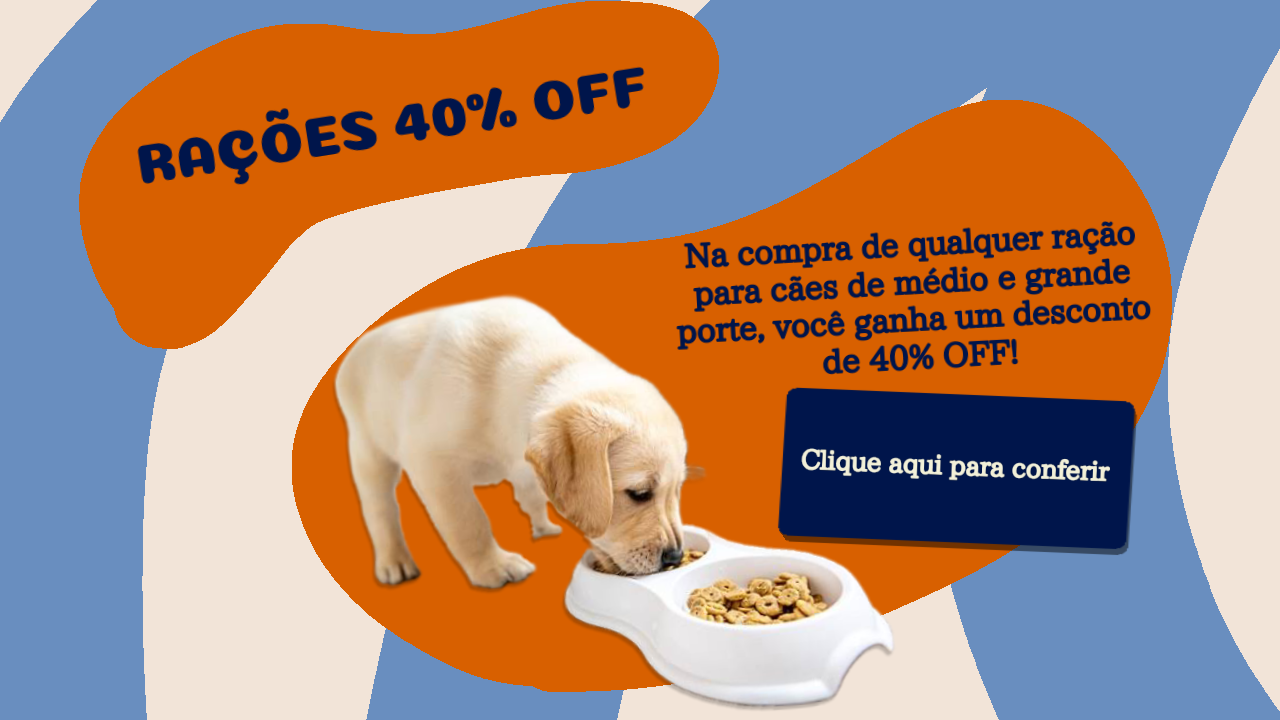 RAÇÕES 40% OFF
Na compra de qualquer ração
para cães de médio e grande
porte, você ganha um desconto
de 40% OFF!
Clique aqui para conferir